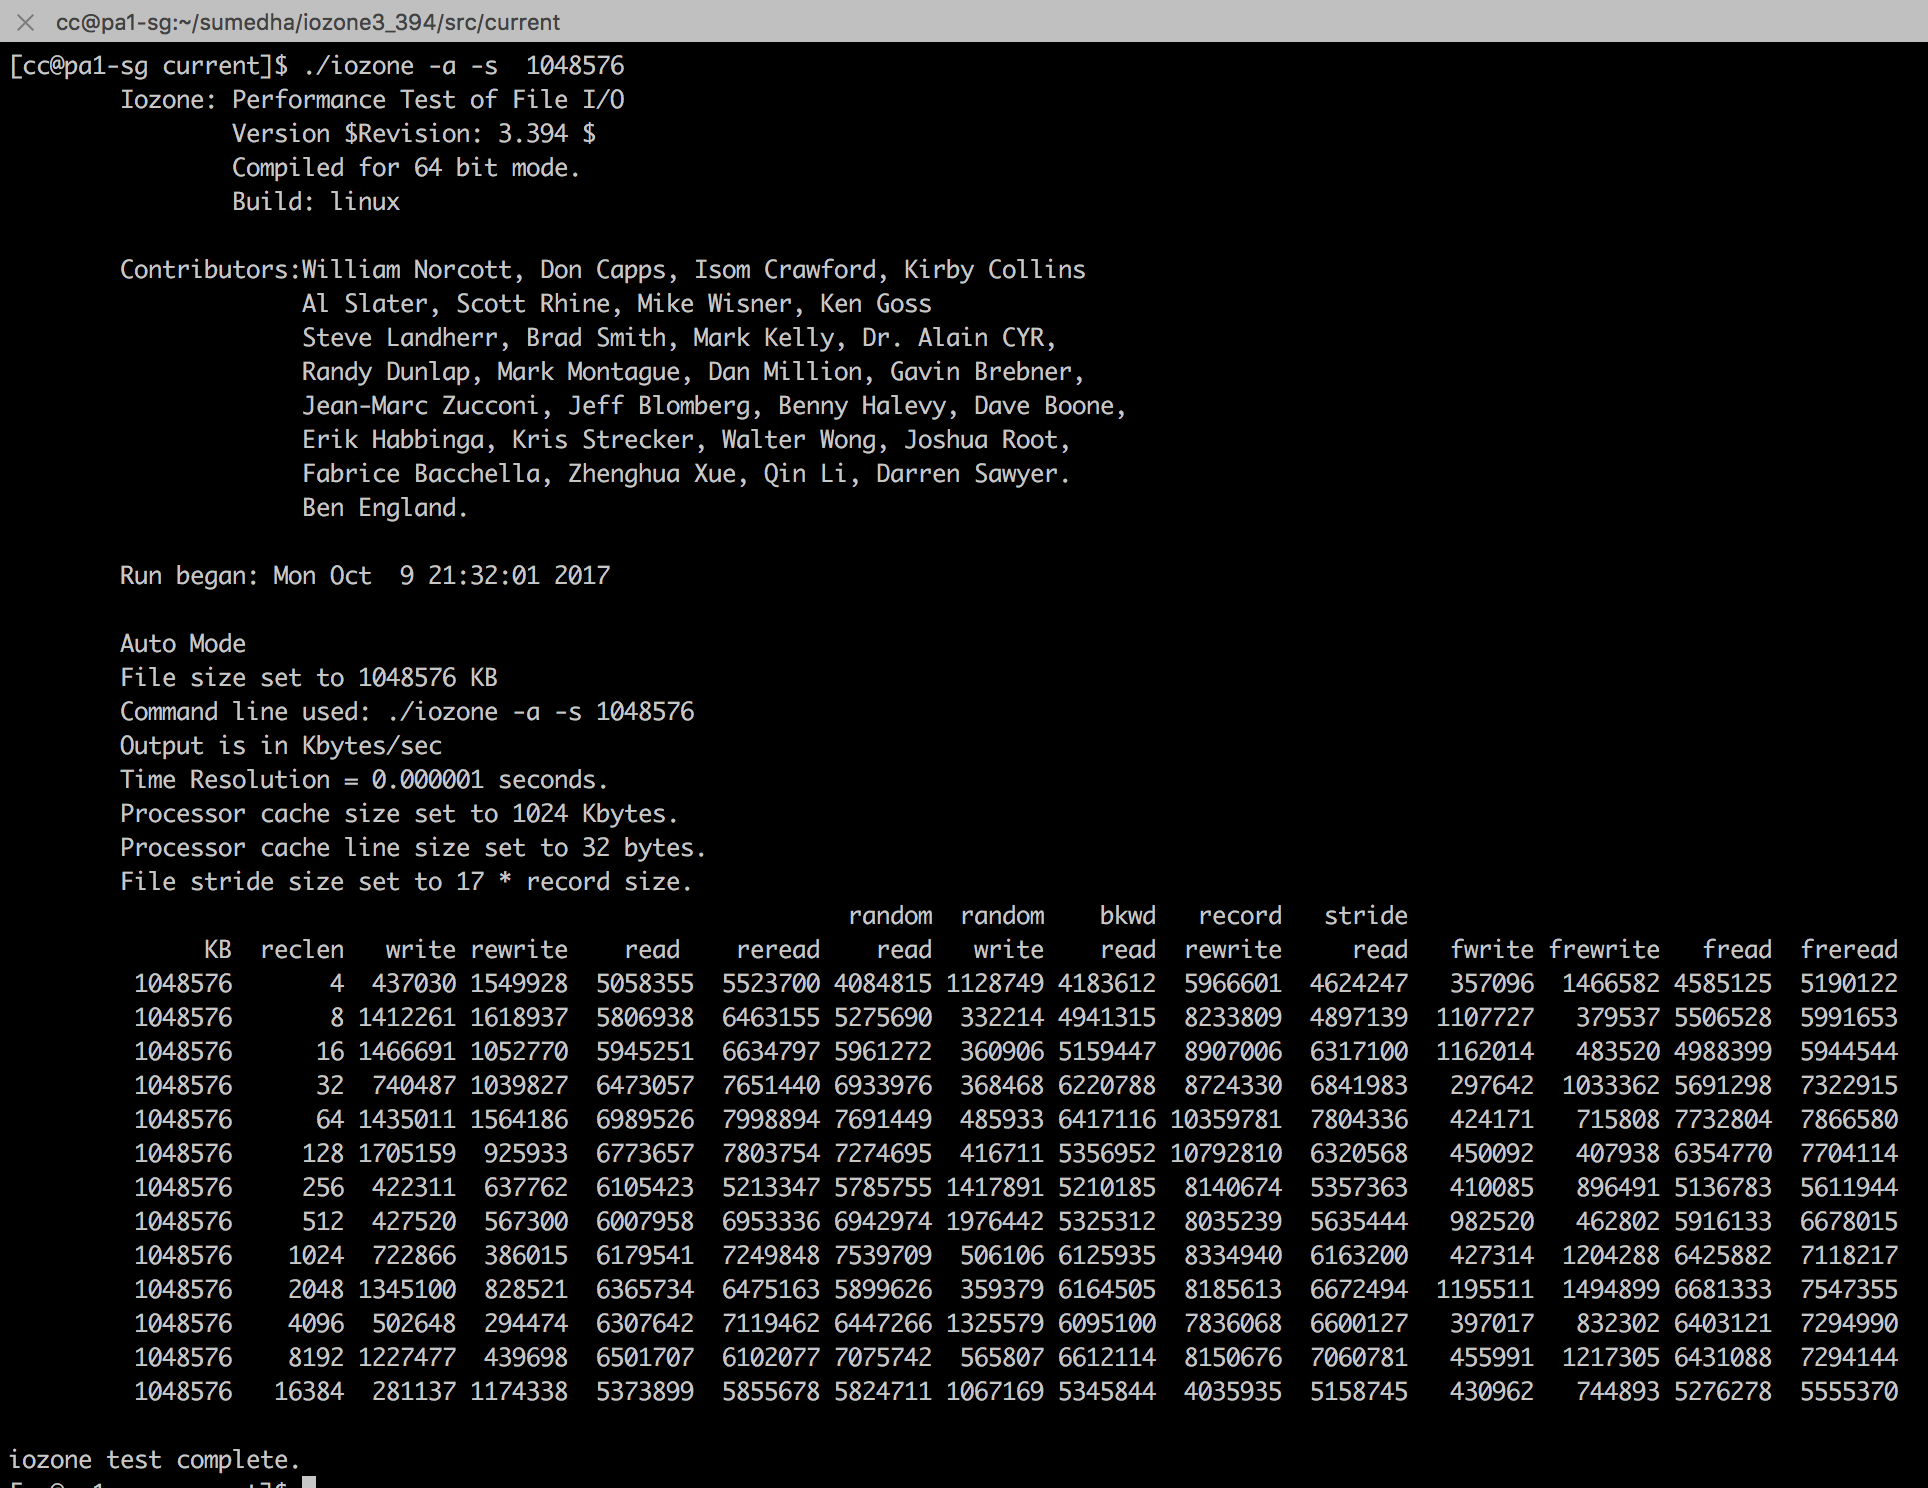 cc@pa1-sg:~/sumedha/iozone3_394/src/current
[cc@pa1-sg current]$ ./iozone -a -s  1048576
Iozone: Performance Test of File I/O
Version $Revision: 3.394 $
Compiled for 64 bit mode.
Build: linux
Contributors:William Norcott, Don Capps, Isom Crawford, Kirby Collins
Al Slater, Scott Rhine, Mike Wisner, Ken Goss
Steve Landherr, Brad Smith, Mark Kelly, Dr. Alain CYR,
Randy Dunlap, Mark Montague, Dan Million, Gavin Brebner,
Jean-Marc Zucconi, Jeff Blomberg, Benny Halevy, Dave Boone,
Erik Habbinga, Kris Strecker, Walter Wong, Joshua Root,
Fabrice Bacchella, Zhenghua Xue, Qin Li, Darren Sawyer.
Ben England.
Run began: Mon Oct  9 21:32:01 2017
Auto Mode
File size set to 1048576 KB
Command line used: ./iozone -a -s 1048576
Output is in Kbytes/sec
Time Resolution = 0.000001 seconds.
Processor cache size set to 1024 Kbytes.
Processor cache line size set to 32 bytes.
File stride size set to 17 * record size.
random random bkwd record stride
KB reclen write rewrite read reread read write read rewrite read fwrite frewrite fread freread
1048576 4 437030 1549928 5058355 5523700 4084815 1128749 4183612 5966601 4624247 357096 1466582 4585125 5190122
1048576 8 1412261 1618937 5806938 6463155 5275690 332214 4941315 8233809 4897139 1107727 379537 5506528 5991653
1048576 16 1466691 1052770 5945251 6634797 5961272 360906 5159447 8907006 6317100 1162014 483520 4988399 5944544
1048576 32 740487 1039827 6473057 7651440 6933976 368468 6220788 8724330 6841983 297642 1033362 5691298 7322915
1048576 64 1435011 1564186 6989526 7998894 7691449 485933 6417116 10359781 7804336 424171 715808 7732804 7866580
1048576 128 1705159 925933 6773657 7803754 7274695 416711 5356952 10792810 6320568 450092 407938 6354770 7704114
1048576 256 422311 637762 6105423 5213347 5785755 1417891 5210185 8140674 5357363 410085 896491 5136783 5611944
1048576 512 427520 567300 6007958 6953336 6942974 1976442 5325312 8035239 5635444 982520 462802 5916133 6678015
1048576 1024 722866 386015 6179541 7249848 7539709 506106 6125935 8334940 6163200 427314 1204288 6425882 7118217
1048576 2048 1345100 828521 6365734 6475163 5899626 359379 6164505 8185613 6672494 1195511 1494899 6681333 7547355
1048576 4096 502648 294474 6307642 7119462 6447266 1325579 6095100 7836068 6600127 397017 832302 6403121 7294990
1048576 8192 1227477 439698 6501707 6102077 7075742 565807 6612114 8150676 7060781 455991 1217305 6431088 7294144
1048576 16384 281137 1174338 5373899 5855678 5824711 1067169 5345844 4035935 5158745 430962 744893 5276278 5555370
iozone test complete.